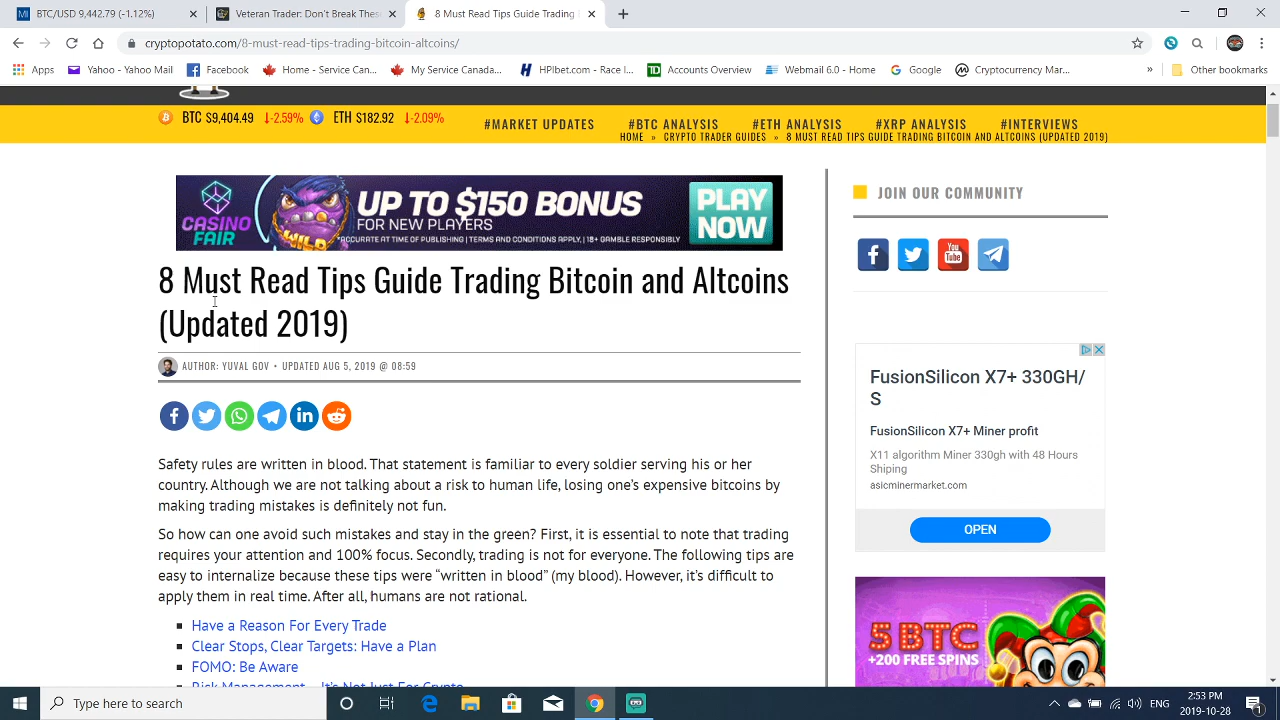 BTC/USD 9,442.79 (‎-1.83%)
Veteran Trader: Bitcoin's
8 Must Read Tips Guide Trading
cryptopotato.com/8-must-read-tips-trading-bitcoin-altcoins/
Apps Yahoo - Yahoo Mail Facebook Home - Service Can... My Service Canada... HPIbet.com - Race I... Accounts Overview Webmail 6.0 - Home Google Cryptocurrency Mar... » Other bookmarks
BTC $9,404.49 ↓-2.59% ETH $182.92 ↓-2.09%
#MARKET UPDATES #BTC ANALYSIS #ETH ANALYSIS #XRP ANALYSIS #INTERVIEWS
HOME » CRYPTO TRADER GUIDES » 8 MUST READ TIPS GUIDE TRADING BITCOIN AND ALTCOINS (UPDATED 2019)
CASINO
FAIR
WILD
UP TO $150 BONUS
FOR NEW PLAYERS
*ACCURATE AT TIME OF PUBLISHING | TERMS AND CONDITIONS APPLY, | 18+ GAMBLE RESPONSIBLY
PLAY
NOW
8 Must Read Tips Guide Trading Bitcoin and Altcoins
(Updated 2019)
AUTHOR: YUVAL GOV • UPDATED AUG 5, 2019 @ 08:59
Safety rules are written in blood. That statement is familiar to every soldier serving his or her
country. Although we are not talking about a risk to human life, losing one’s expensive bitcoins by
making trading mistakes is definitely not fun.
So how can one avoid such mistakes and stay in the green? First, it is essential to note that trading
requires your attention and 100% focus. Secondly, trading is not for everyone. The following tips are
easy to internalize because these tips were “written in blood” (my blood). However, it’s difficult to
apply them in real time. After all, humans are not rational.
Have a Reason For Every Trade
Clear Stops, Clear Targets: Have a Plan
FOMO: Be Aware
Risk Management – It's Not Just For Crypto
JOIN OUR COMMUNITY
You
Tube
FusionSilicon X7+ 330GH/
S
FusionSilicon X7+ Miner profit
X11 algorithm Miner 330gh with 48 Hours
Shiping
asicminermarket.com
OPEN
5 BTC
+200 FREE SPINS
Type here to search
ENG
2:53 PM
2019-10-28